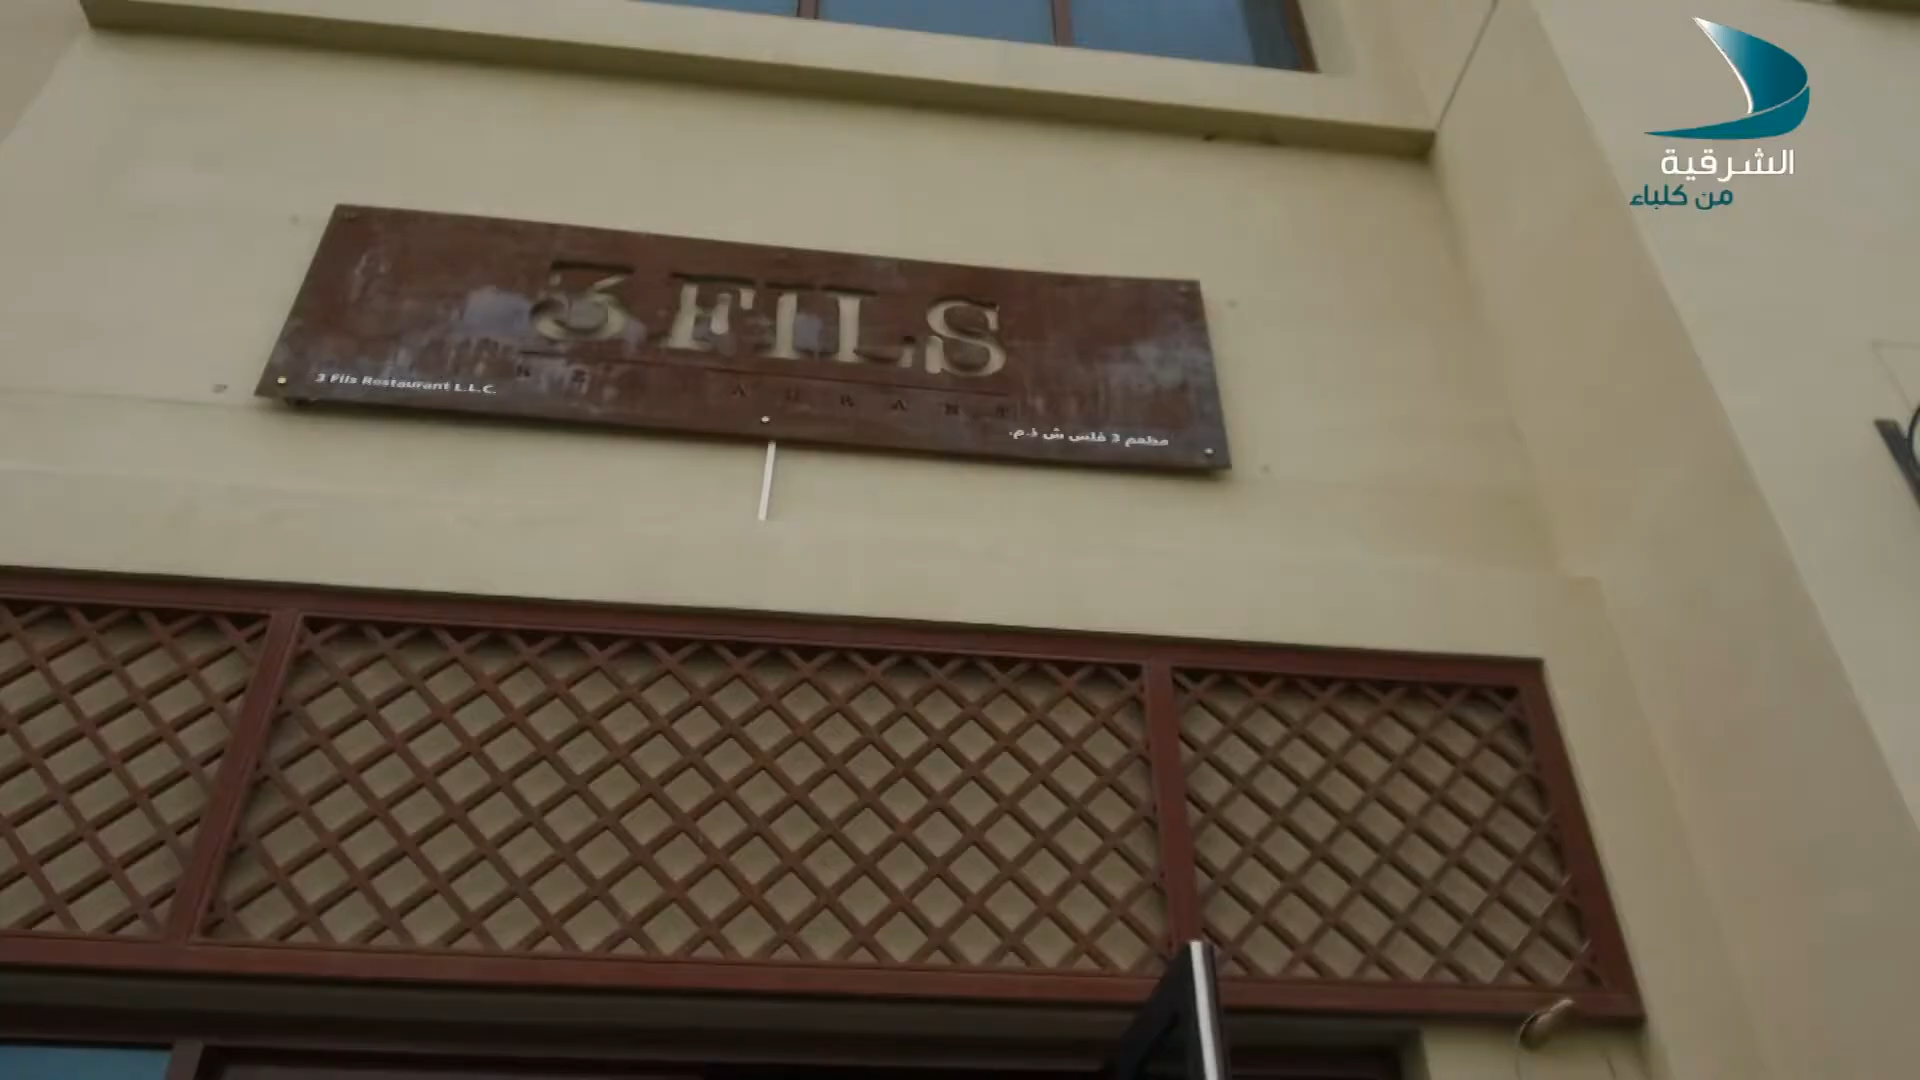 الشرقية
من كلباء
3 FILS
3 Fils Restaurant L.L.C.
مطعم 3 فلس ش ذ.م.م.